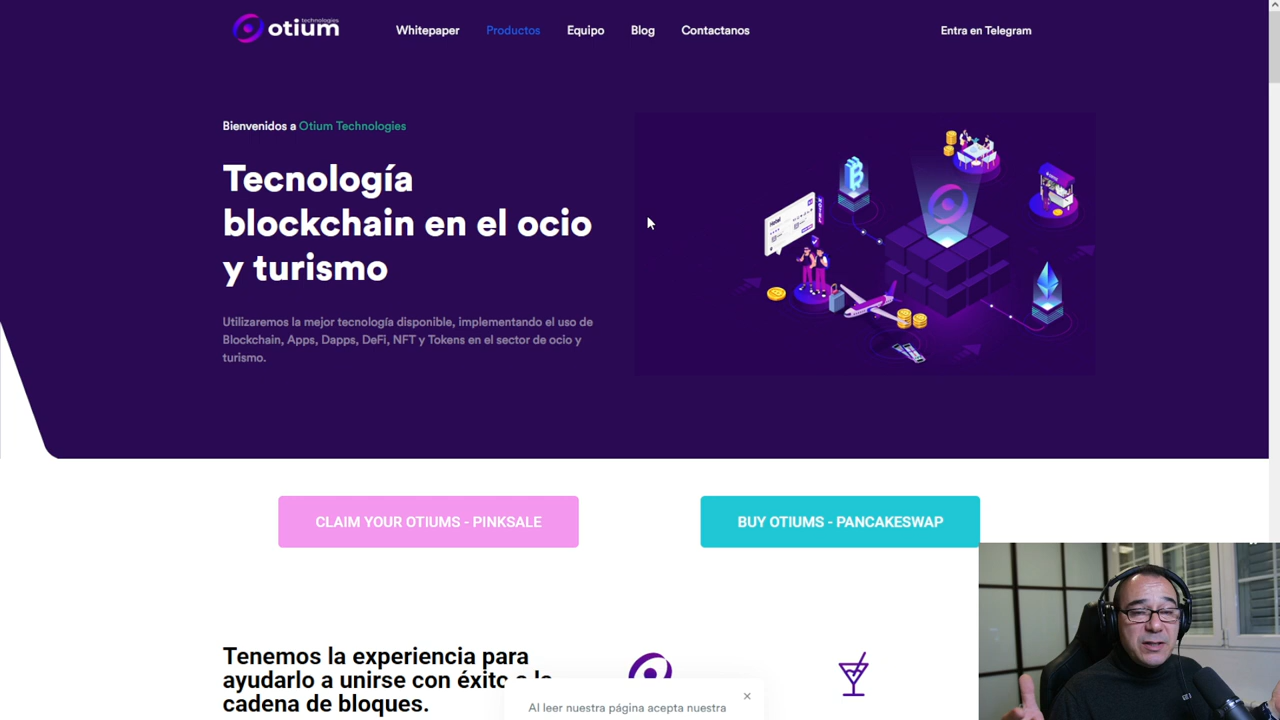 technologies
otium
Whitepaper
Productos
Equipo
Blog
Contactanos
Entra en Telegram
Bienvenidos a Otium Technologies
Tecnología
blockchain en el ocio
y turismo
Utilizaremos la mejor tecnología disponible, implementando el uso de
Blockchain, Apps, Dapps, DeFi, NFT y Tokens en el sector de ocio y
turismo.
CLAIM YOUR OTIUMS - PINKSALE
BUY OTIUMS - PANCAKESWAP
Tenemos la experiencia para
ayudarlo a unirse con éxito a la
cadena de bloques.
Al leer nuestra página acepta nuestra